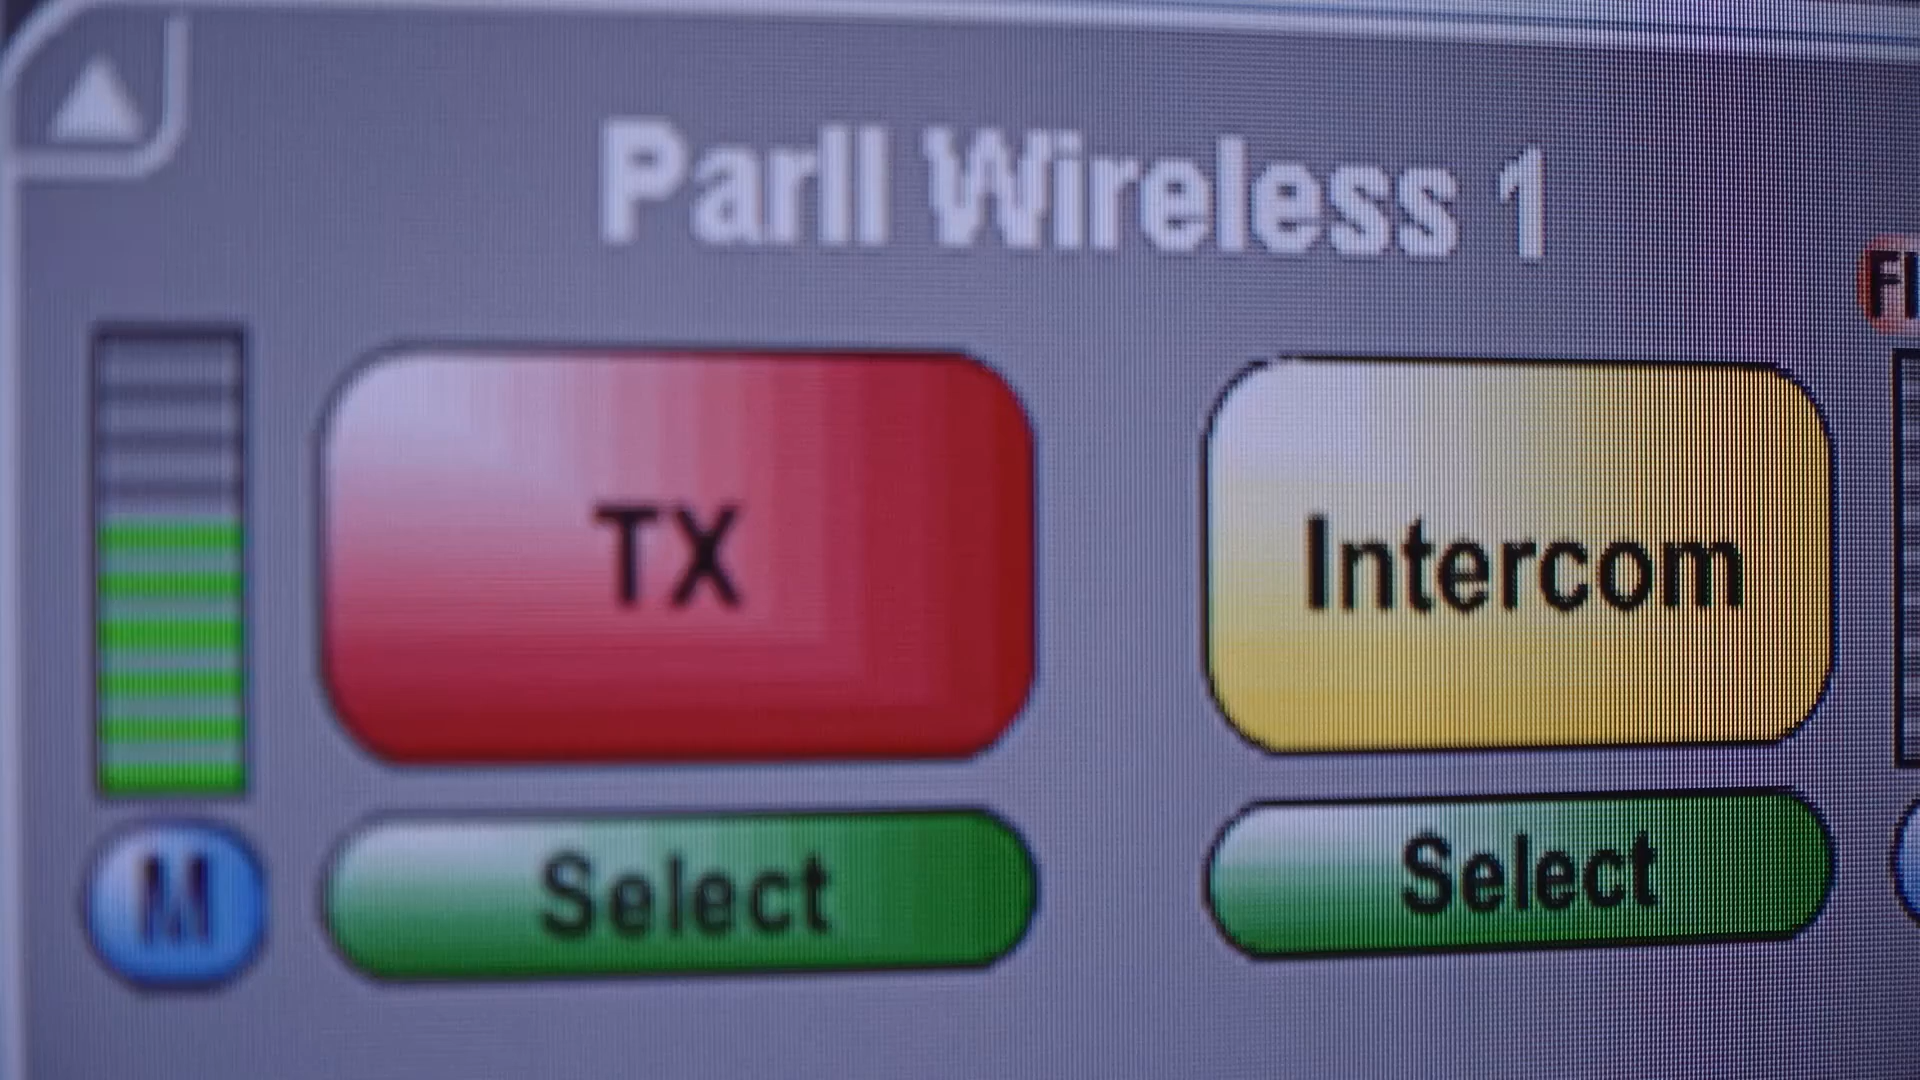 Parll Wireless 1
TX
Intercom
M
Select
Select